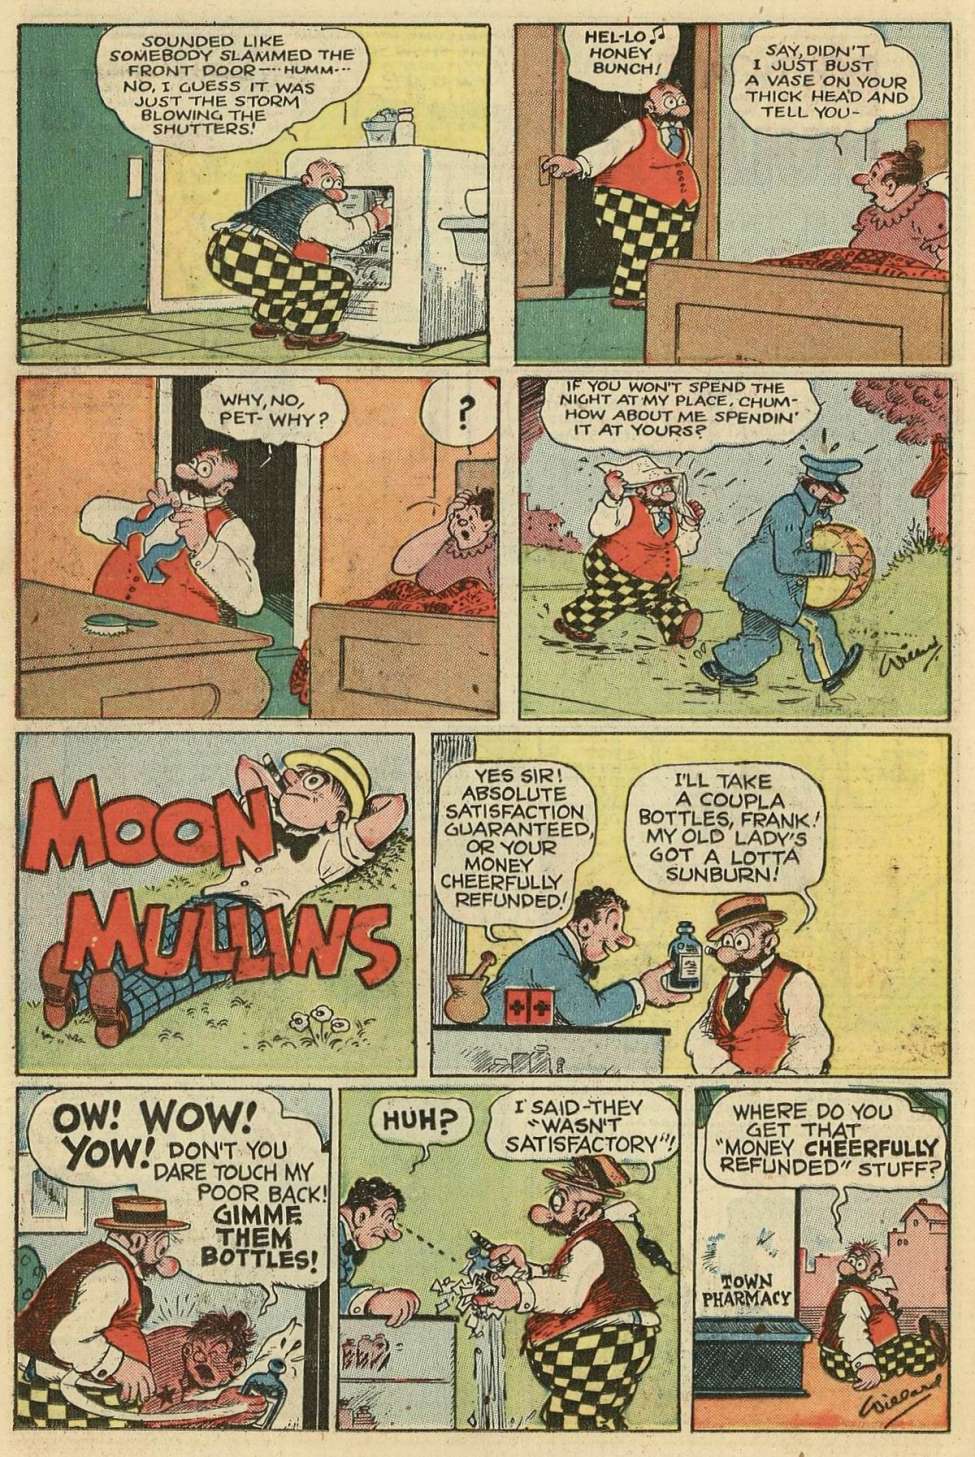 SOUNDED LIKE
SOMEBODY SLAMMED THE
FRONT DOOR----HUMM---
NO, I GUESS IT WAS
JUST THE STORM
BLOWING THE
SHUTTERS!
HEL-LO
HONEY
BUNCH!
SAY, DIDN'T
I JUST BUST
A VASE ON YOUR
THICK HEAD AND
TELL YOU-
WHY, NO,
PET- WHY?
?
IF YOU WON'T SPEND THE
NIGHT AT MY PLACE, CHUM-
HOW ABOUT ME SPENDIN'
IT AT YOURS?
Willard
MOON
MULLINS
YES SIR!
ABSOLUTE
SATISFACTION
GUARANTEED,
OR YOUR
MONEY
CHEERFULLY
REFUNDED!
I'LL TAKE
A COUPLA
BOTTLES, FRANK!
MY OLD LADY'S
GOT A LOTTA
SUNBURN!
OW! WOW!
YOW! DON'T YOU
DARE TOUCH MY
POOR BACK!
GIMME
THEM
BOTTLES!
HUH?
I SAID-THEY
"WASN'T
SATISFACTORY"!
WHERE DO YOU
GET THAT
"MONEY CHEERFULLY
REFUNDED" STUFF?
TOWN
PHARMACY
Willard